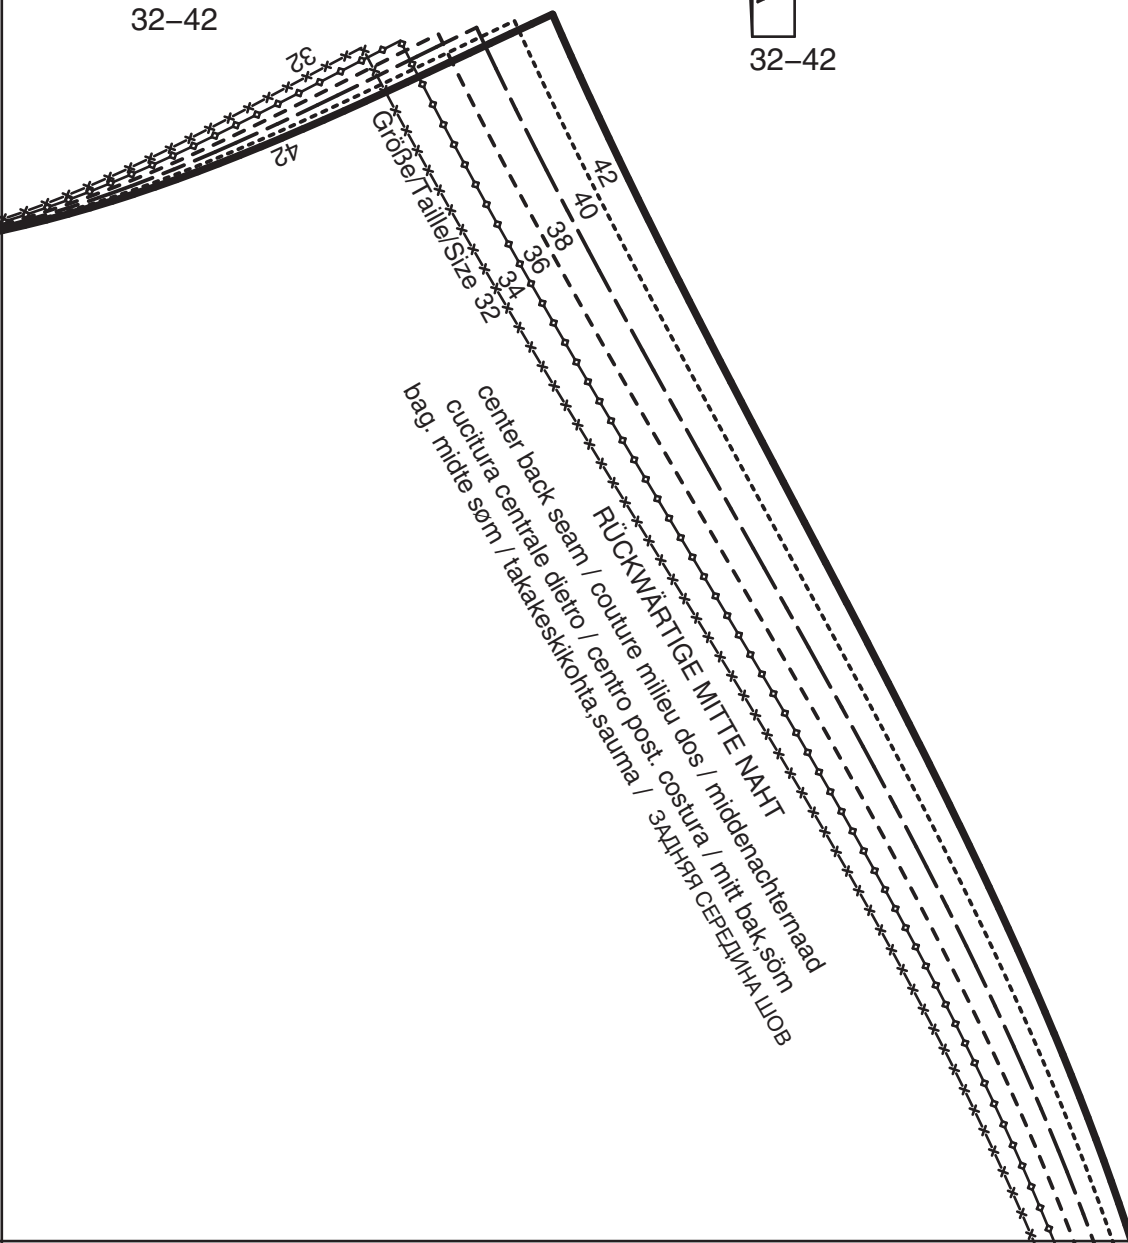 32–42
32–42
32
42
Größe/Taille/Size 32
34
36
38
40
42
RÜCKWÄRTIGE MITTE NAHT
center back seam / couture milieu dos / middenachternaad
cucitura centrale dietro / centro post. costura / mitt bak,söm
bag. midte søm / takakeskikohta,sauma / ЗАДНЯЯ СЕРЕДИНА ШОВ